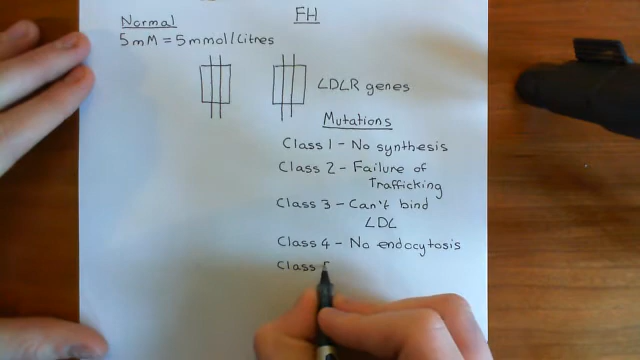 FH
Normal
5mM = 5mmol/Litres
LDLR genes
Mutations
Class 1 - No synthesis
Class 2 - Failure of
Trafficking
Class 3 - Can't bind
LDL
Class 4 - No endocytosis
Class